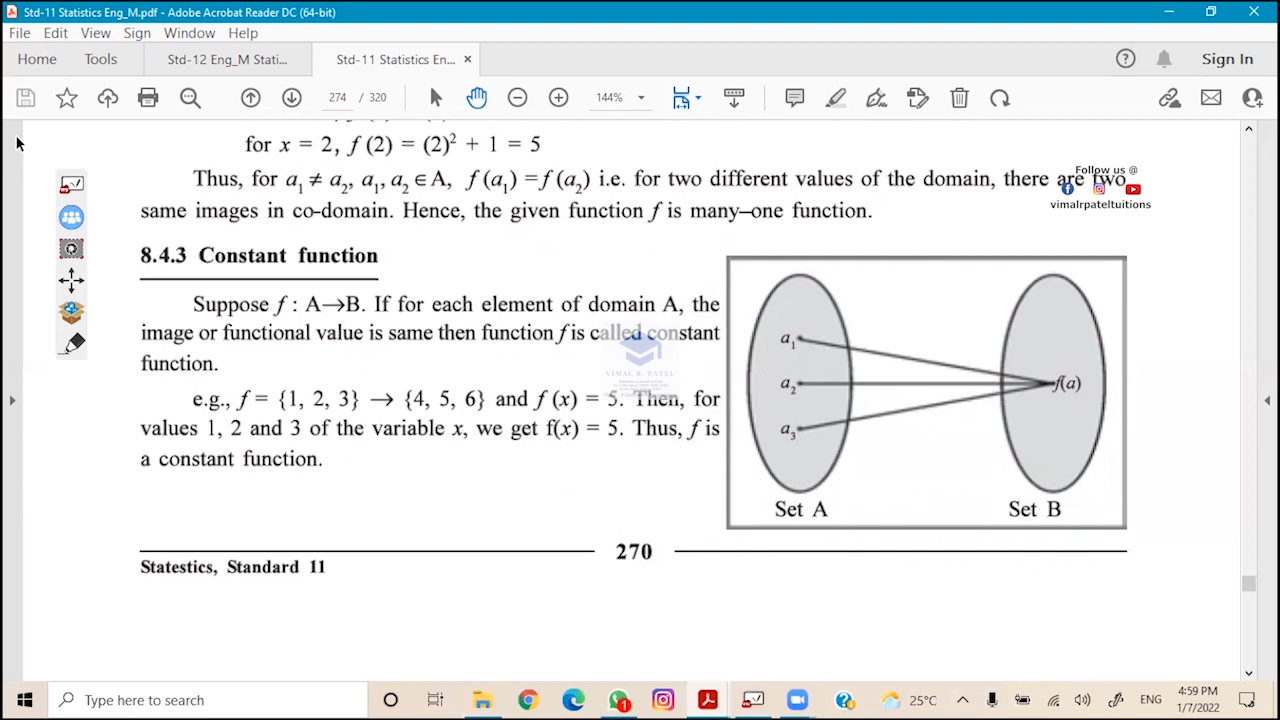 Std-11 Statistics Eng_M.pdf - Adobe Acrobat Reader DC (64-bit)
File Edit View Sign Window Help
Home Tools Std-12 Eng_M Stati... Std-11 Statistics En... × Sign In
274 / 320 144%
for x = 2, f (2) = (2)² + 1 = 5
Thus, for a₁ ≠ a₂, a₁, a₂ ∈ A, f (a₁) = f (a₂) i.e. for two different values of the domain, there are two
same images in co-domain. Hence, the given function f is many–one function.
Follow us @
vimalrpateltuitions
8.4.3 Constant function
Suppose f : A→B. If for each element of domain A, the
image or functional value is same then function f is called constant
function.
e.g., f = {1, 2, 3} → {4, 5, 6} and f (x) = 5. Then, for
values 1, 2 and 3 of the variable x, we get f(x) = 5. Thus, f is
a constant function.
VIMAL R. PATEL
a₁
a₂ f(a)
a₃
Set A Set B
270
Statestics, Standard 11
Type here to search
1
25°C ENG 4:59 PM
1/7/2022